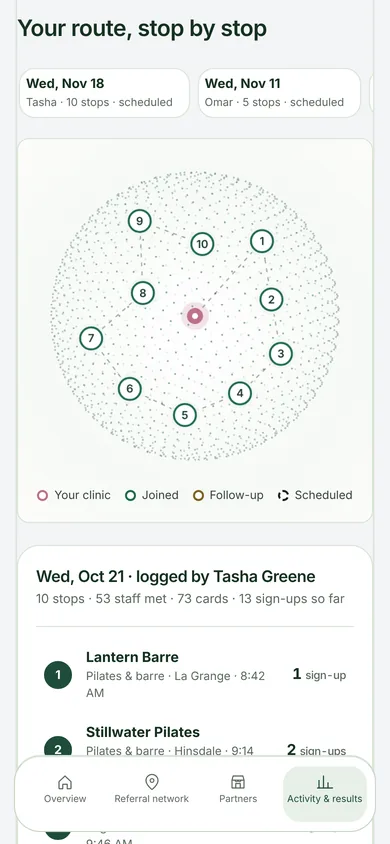 Your route, stop by stop
Wed, Nov 18
Tasha · 10 stops · scheduled
Wed, Nov 11
Omar · 5 stops · scheduled
9
10
1
8
2
7
3
6
4
5
Your clinic
Joined
Follow-up
Scheduled
Wed, Oct 21 · logged by Tasha Greene
10 stops · 53 staff met · 73 cards · 13 sign-ups so far
1
Lantern Barre
Pilates & barre · La Grange · 8:42
AM
1 sign-up
2
Stillwater Pilates
Pilates & barre · Hinsdale · 9:14
2 sign-ups
Overview
Referral network
Partners
Activity & results
9:46 AM